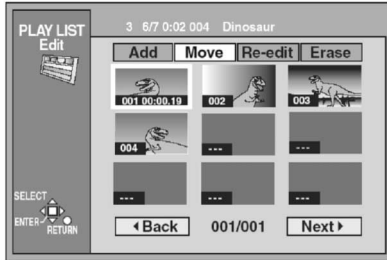 PLAY LIST
Edit
3 6/7 0:02 004 Dinosaur
Add Move Re-edit Erase
001 00:00.19 002 003
004 --- ---
--- --- ---
SELECT
ENTER
RETURN
Back 001/001 Next